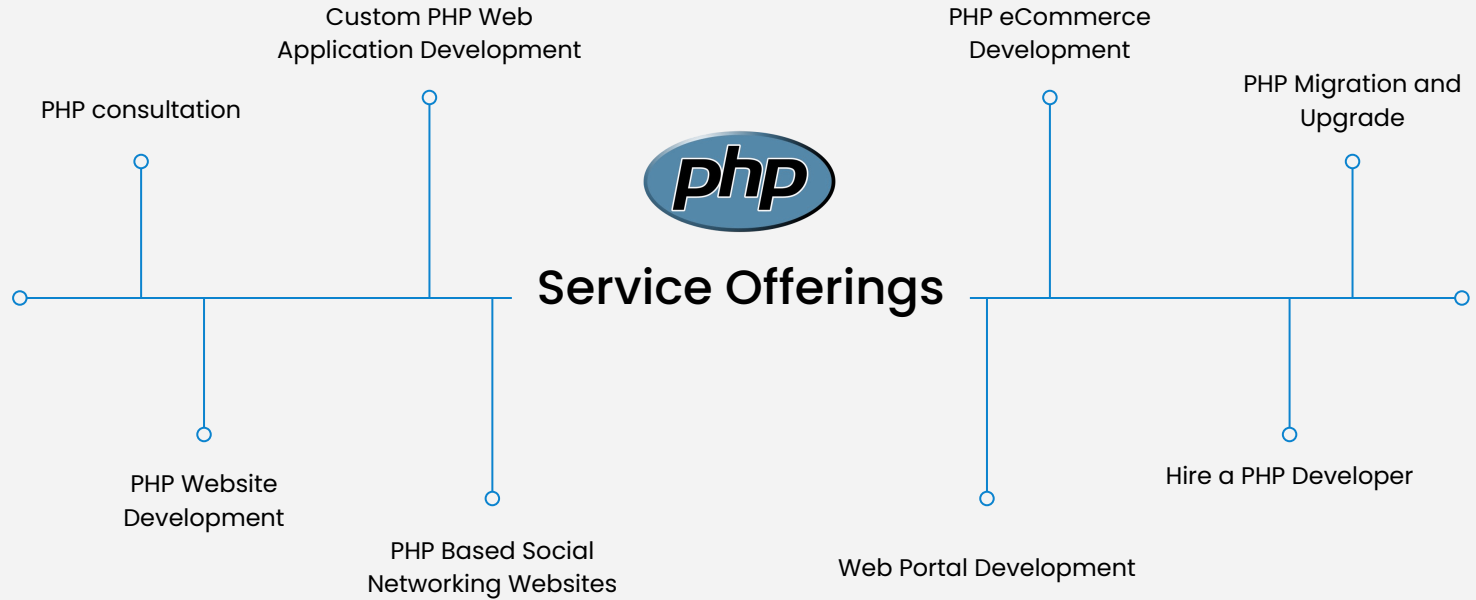 Custom PHP Web
Application Development
PHP eCommerce
Development
PHP consultation
PHP Migration and
Upgrade
php
Service Offerings
PHP Website
Development
Hire a PHP Developer
PHP Based Social
Networking Websites
Web Portal Development